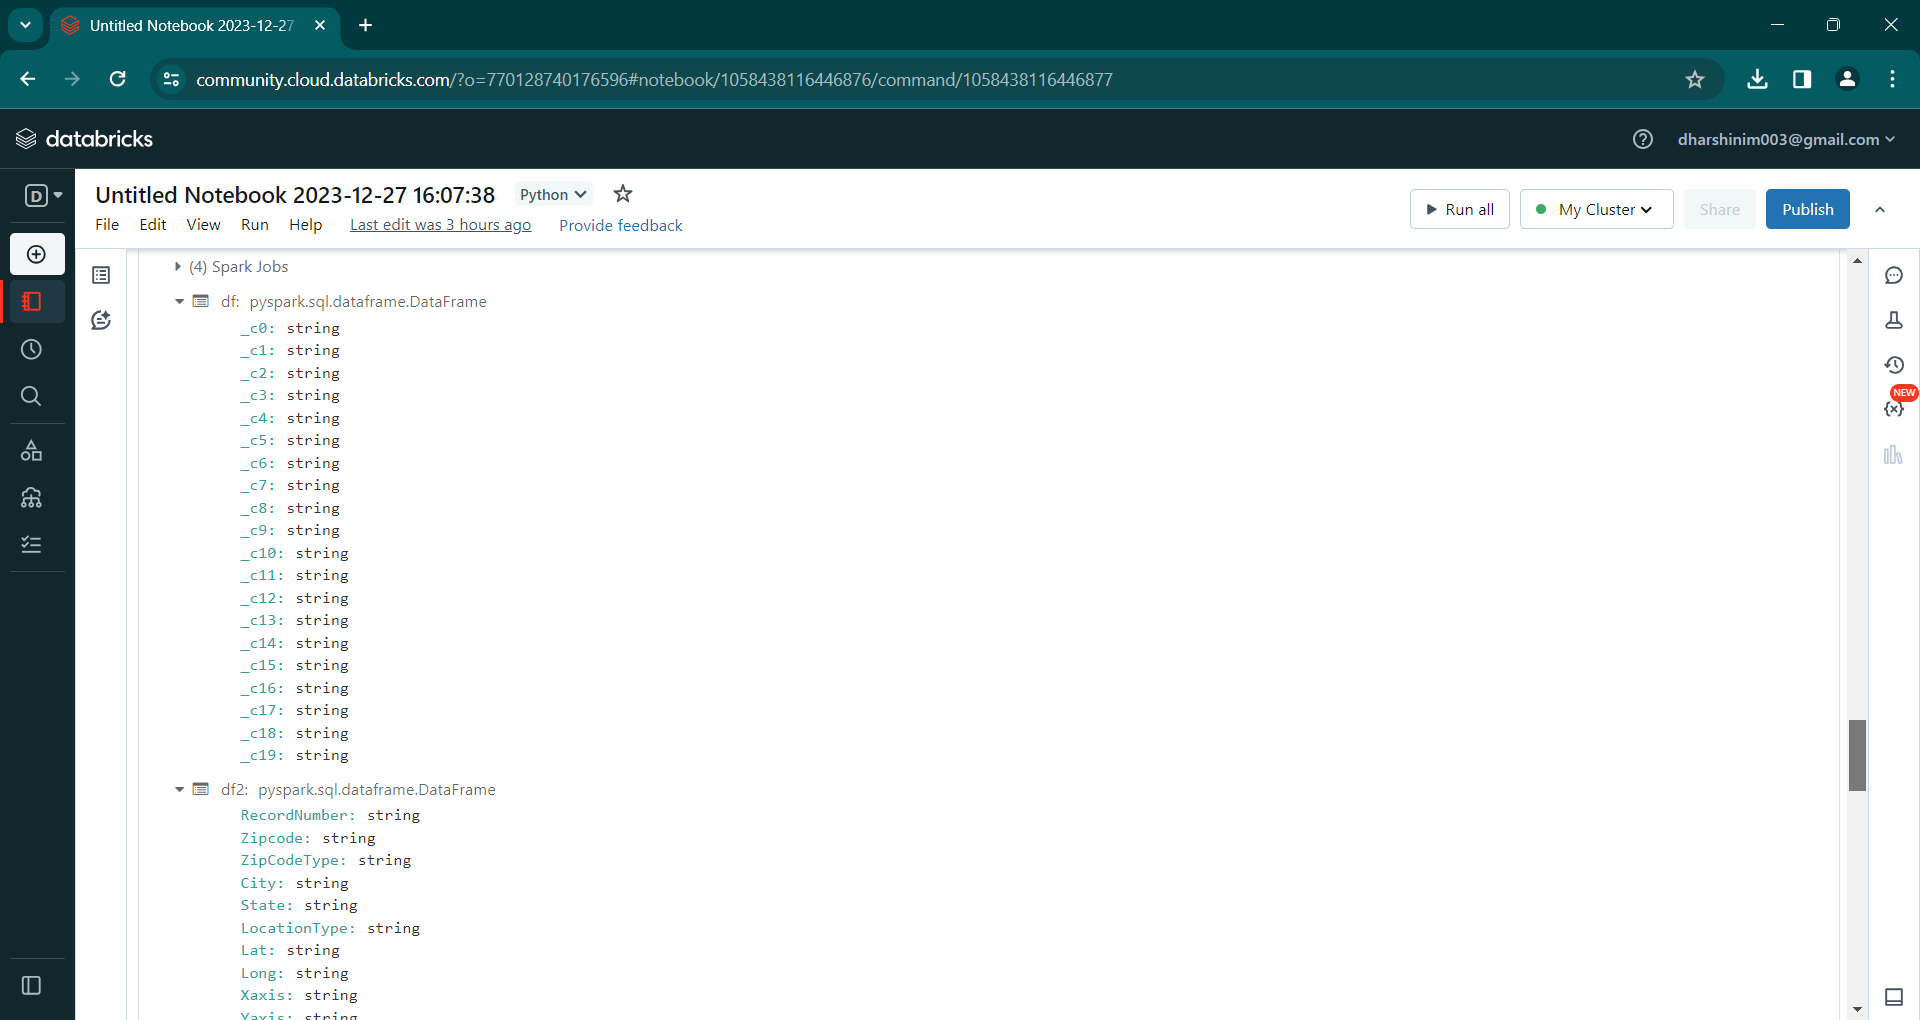 Untitled Notebook 2023-12-27
community.cloud.databricks.com/?o=770128740176596#notebook/1058438116446876/command/1058438116446877
databricks
dharshinim003@gmail.com
D
Untitled Notebook 2023-12-27 16:07:38
Python
File Edit View Run Help Last edit was 3 hours ago Provide feedback
Run all
My Cluster
Share
Publish
(4) Spark Jobs
df: pyspark.sql.dataframe.DataFrame
_c0: string
_c1: string
_c2: string
_c3: string
_c4: string
_c5: string
_c6: string
_c7: string
_c8: string
_c9: string
_c10: string
_c11: string
_c12: string
_c13: string
_c14: string
_c15: string
_c16: string
_c17: string
_c18: string
_c19: string
df2: pyspark.sql.dataframe.DataFrame
RecordNumber: string
Zipcode: string
ZipCodeType: string
City: string
State: string
LocationType: string
Lat: string
Long: string
Xaxis: string
Yaxis: string
NEW